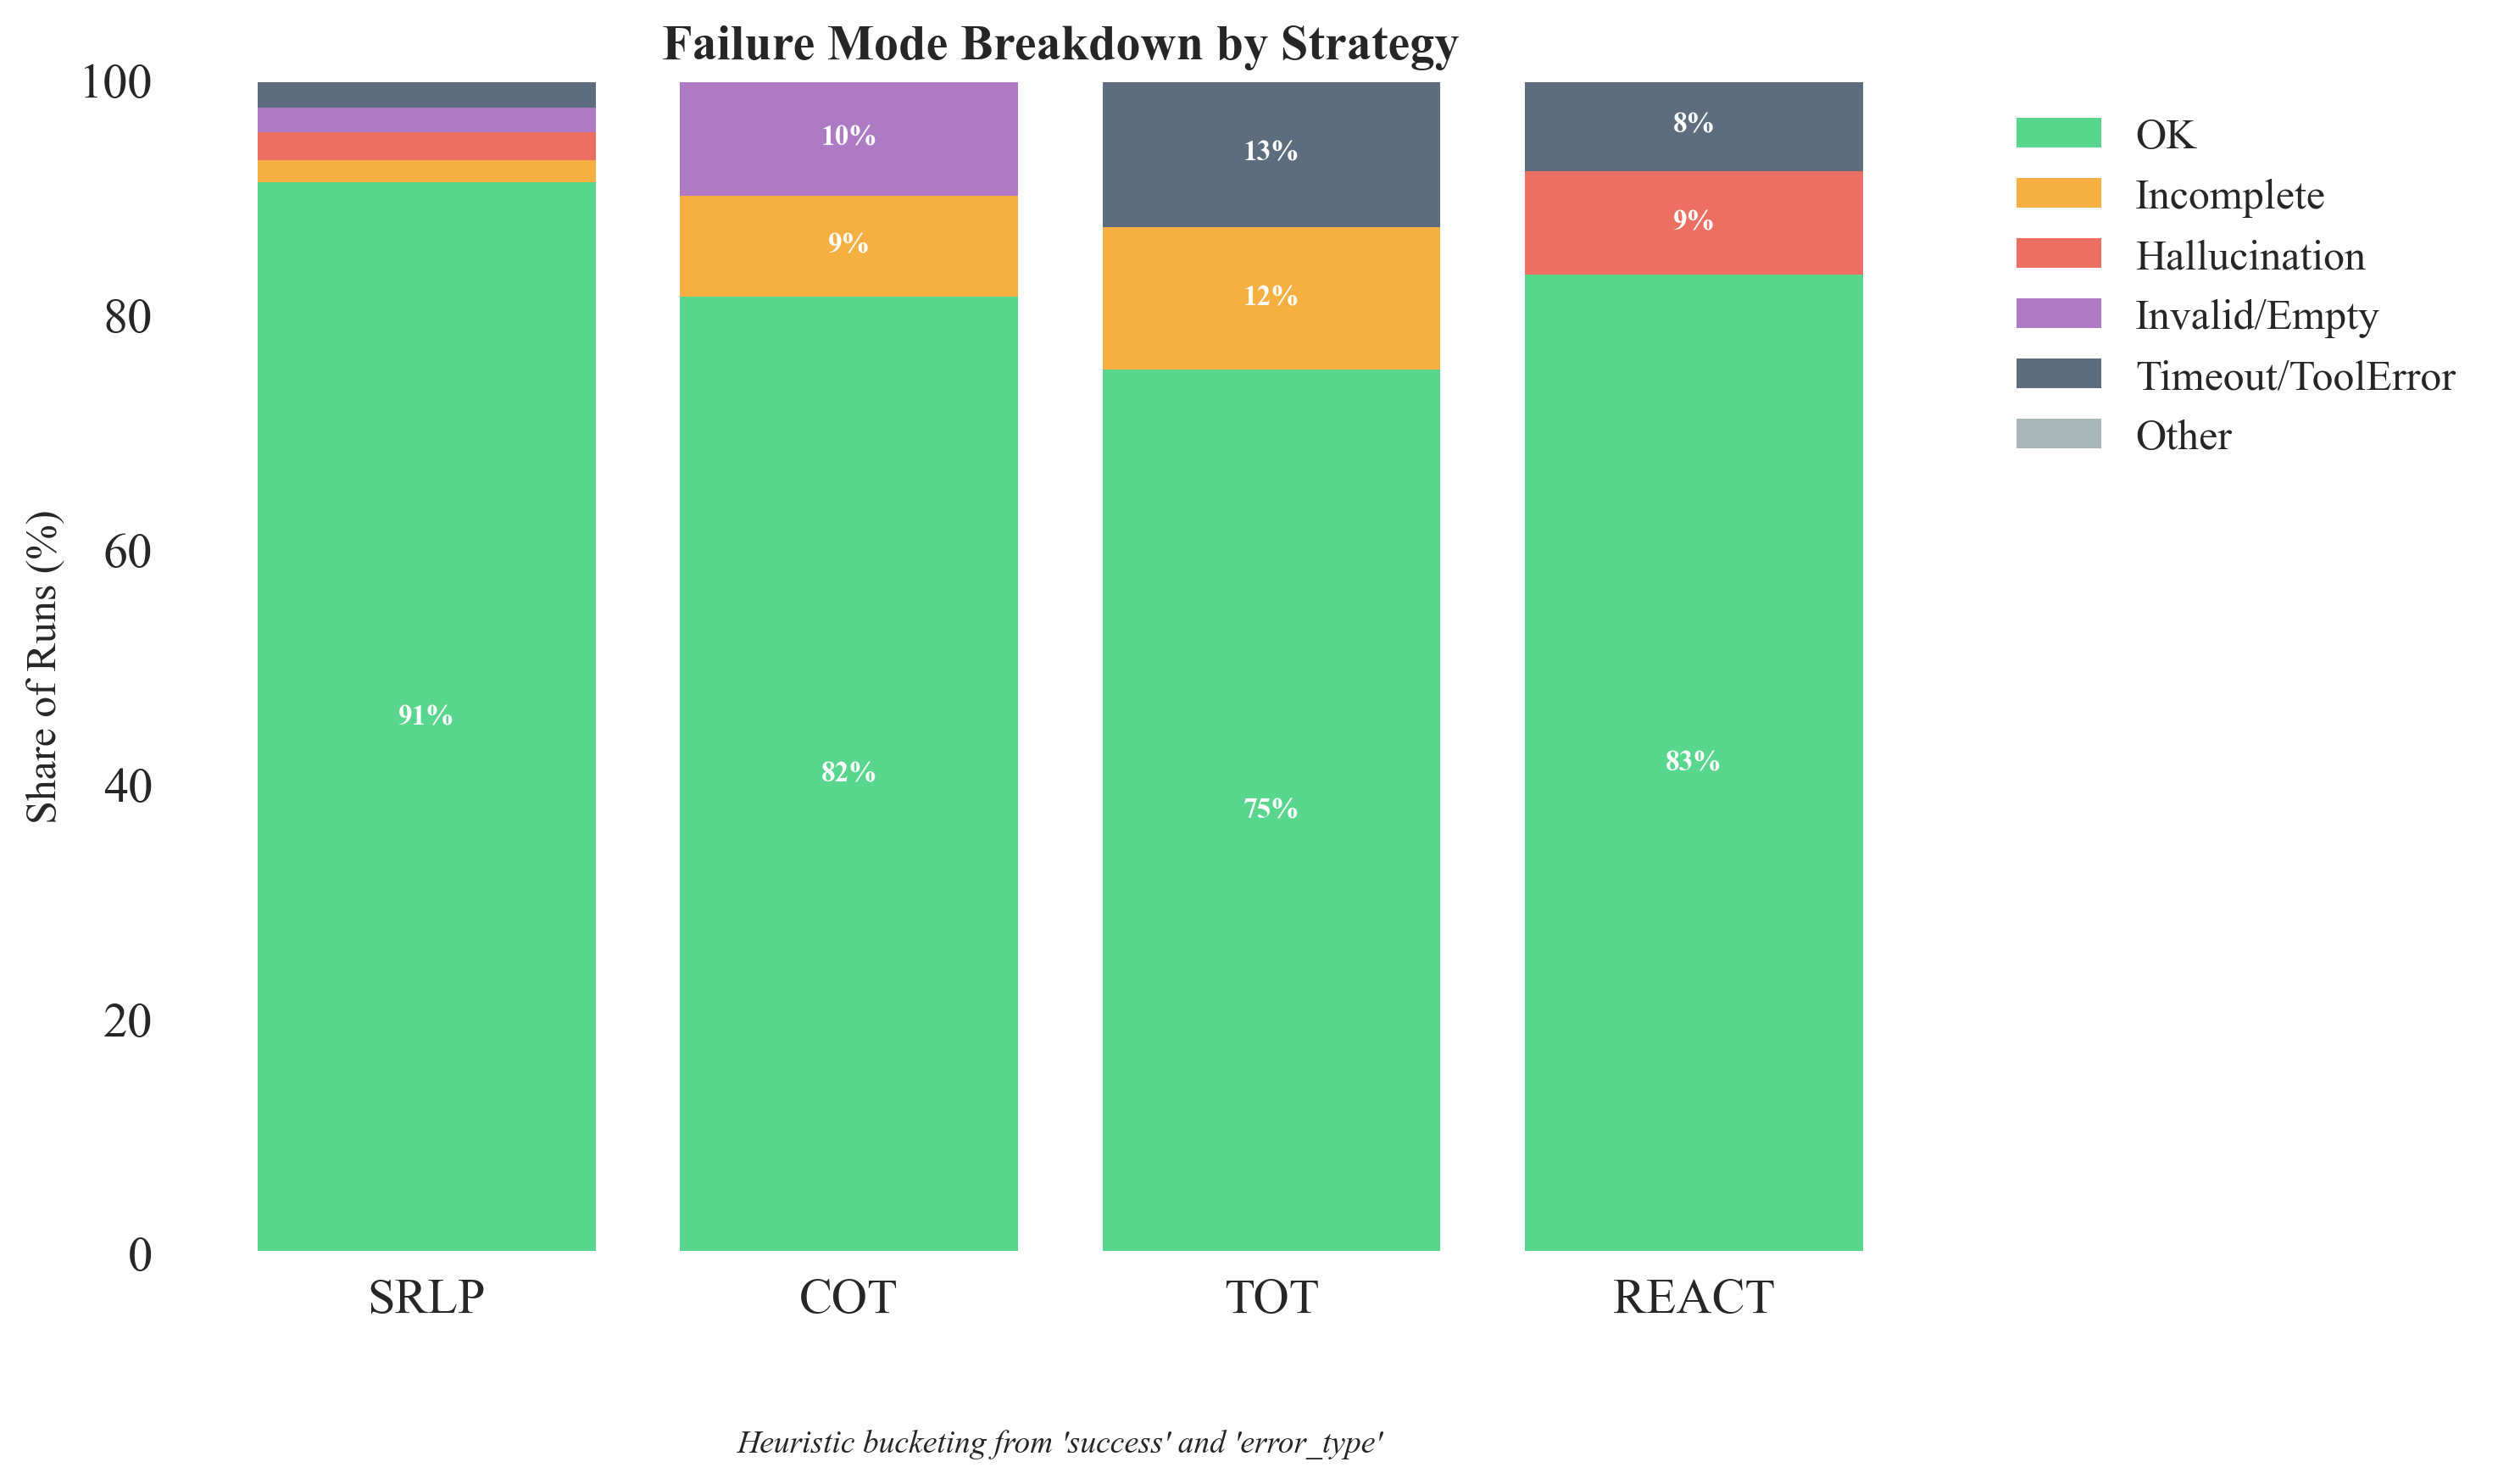 Failure Mode Breakdown by Strategy
100
80
60
40
20
0
Share of Runs (%)
91%
82%
9%
10%
75%
12%
13%
83%
9%
8%
SRLP
COT
TOT
REACT
OK
Incomplete
Hallucination
Invalid/Empty
Timeout/ToolError
Other
Heuristic bucketing from 'success' and 'error_type'